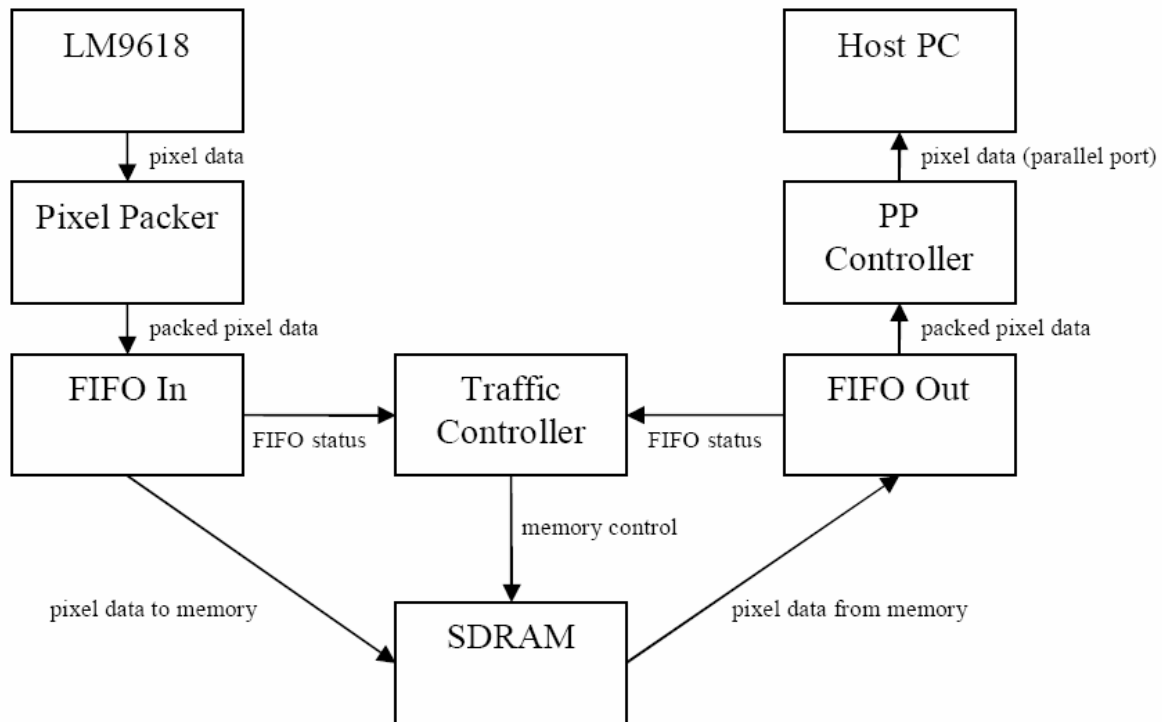 LM9618
Host PC
pixel data
pixel data (parallel port)
Pixel Packer
PP
Controller
packed pixel data
packed pixel data
FIFO In
Traffic
Controller
FIFO Out
FIFO status
FIFO status
memory control
pixel data to memory
pixel data from memory
SDRAM